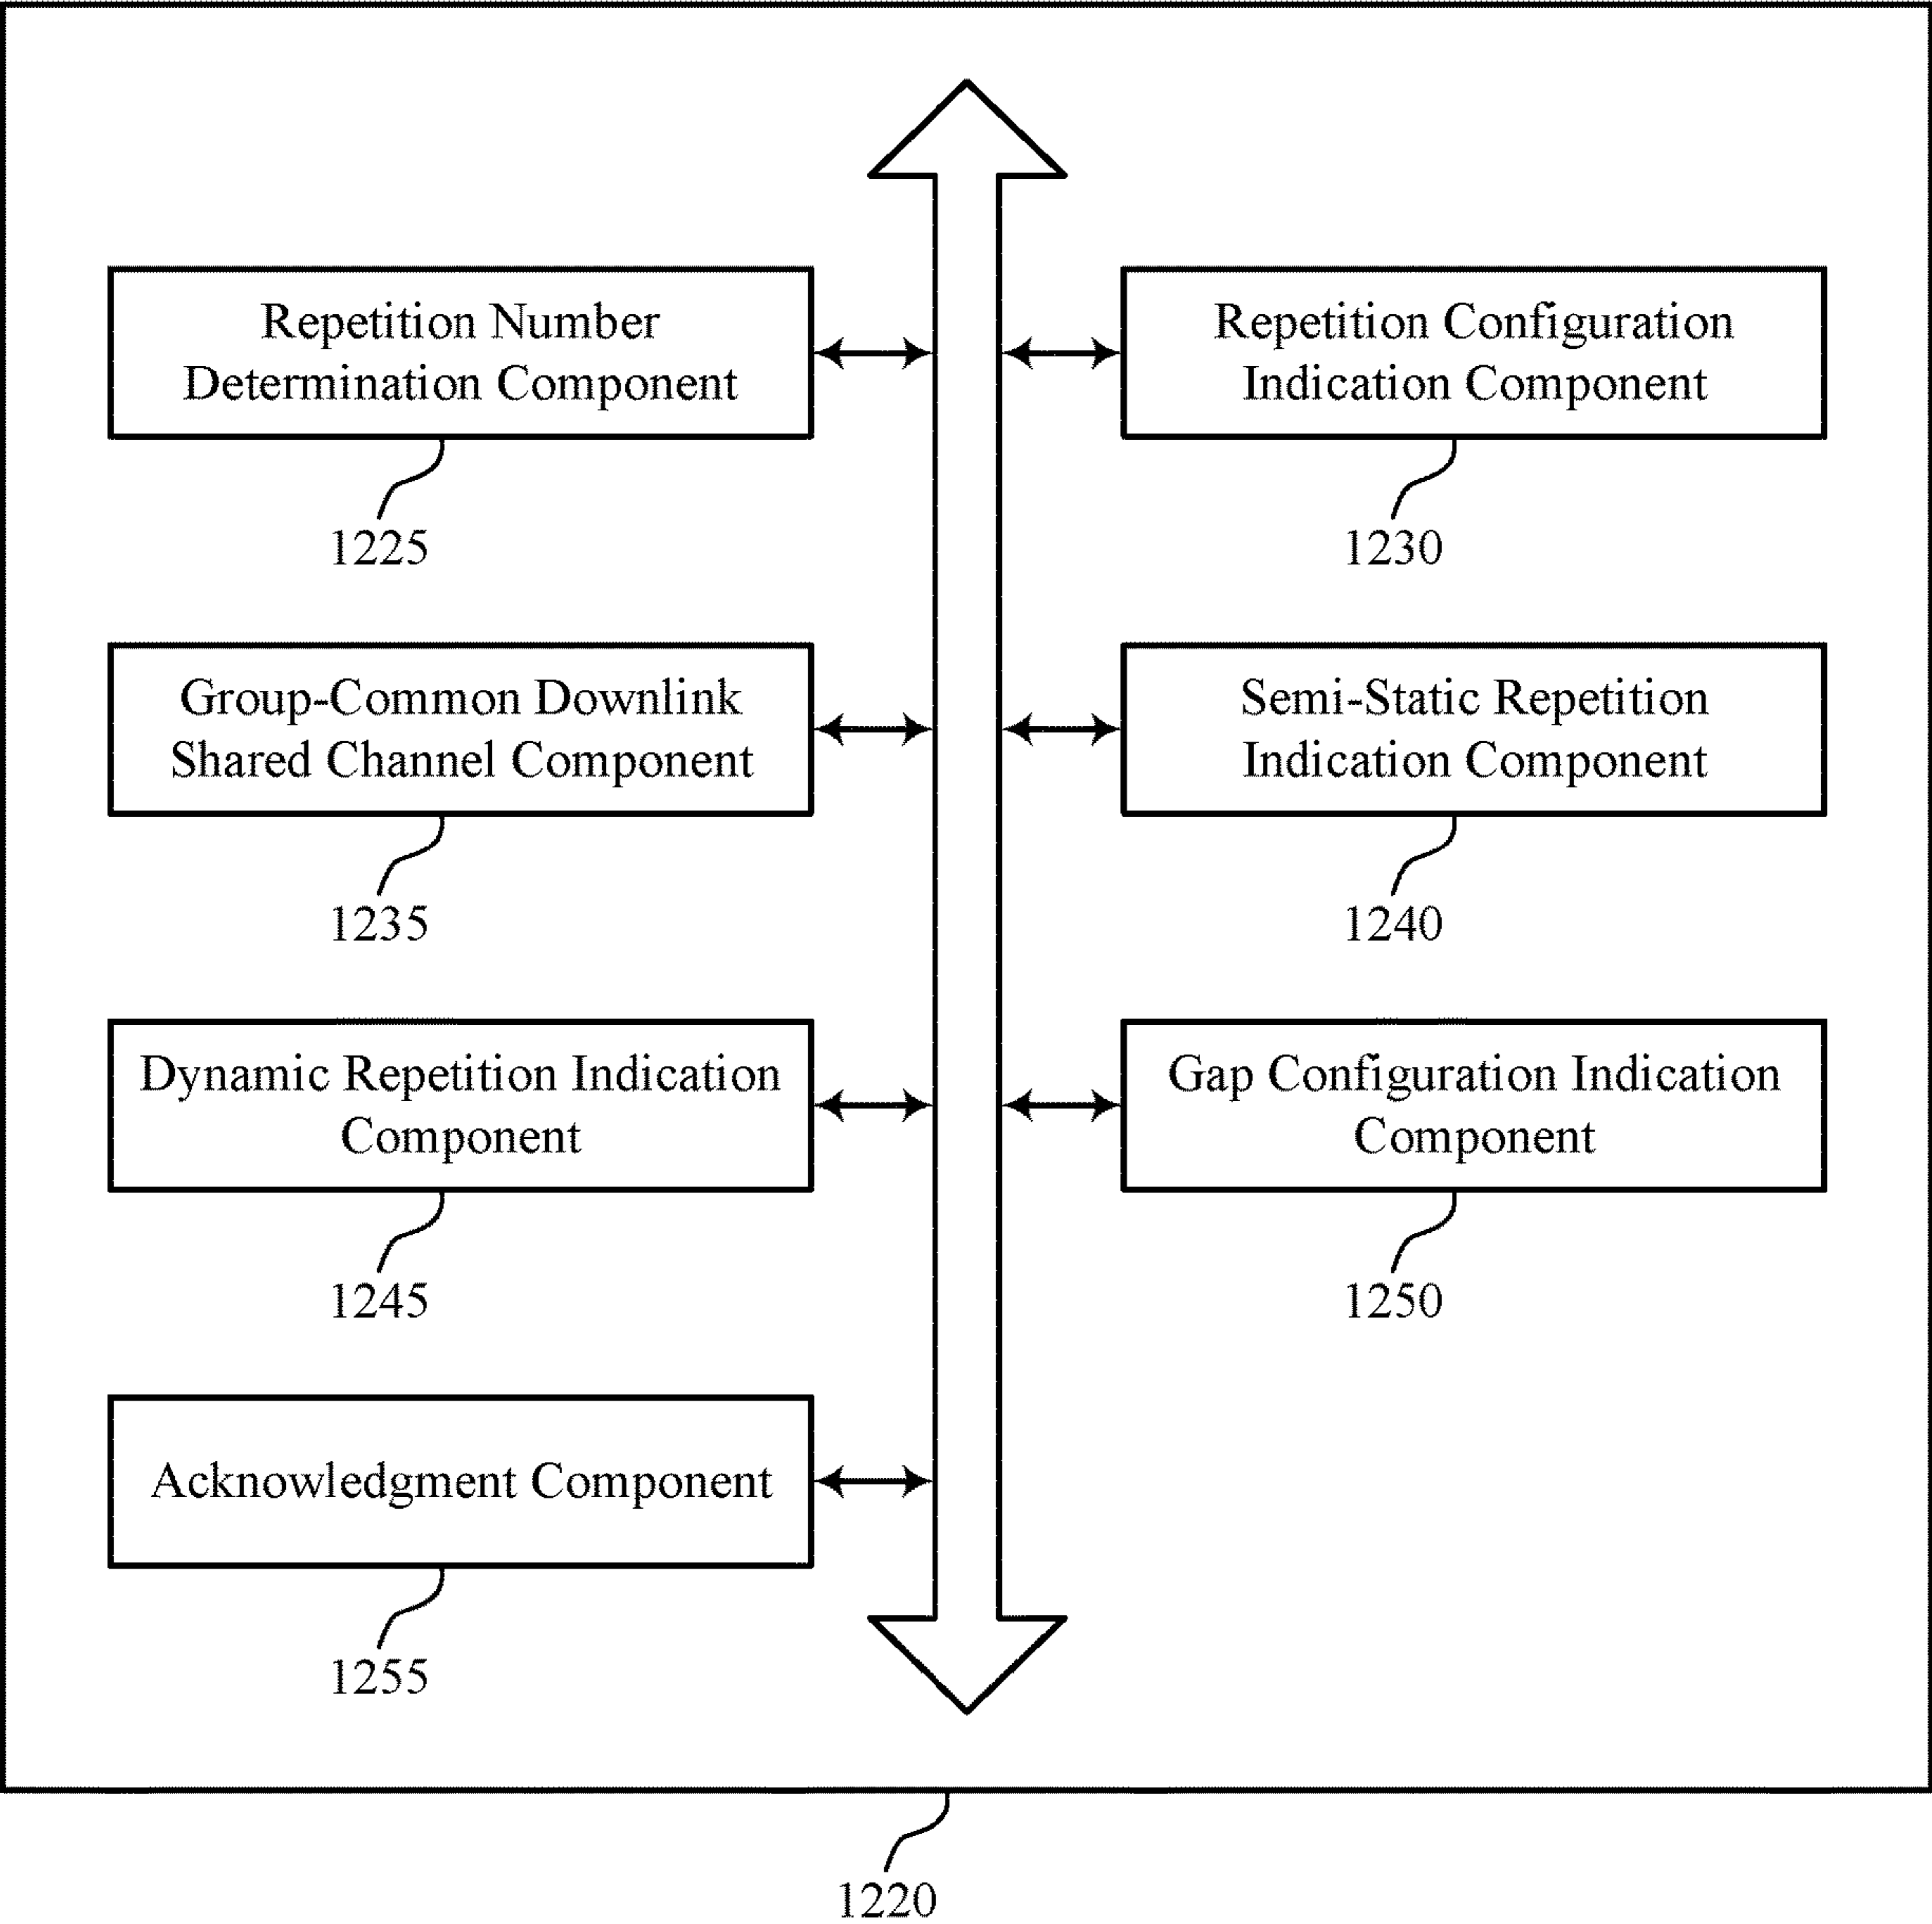 Repetition Number
Determination Component
1225
Repetition Configuration
Indication Component
1230
Group-Common Downlink
Shared Channel Component
1235
Semi-Static Repetition
Indication Component
1240
Dynamic Repetition Indication
Component
1245
Gap Configuration Indication
Component
1250
Acknowledgment Component
1255
1220